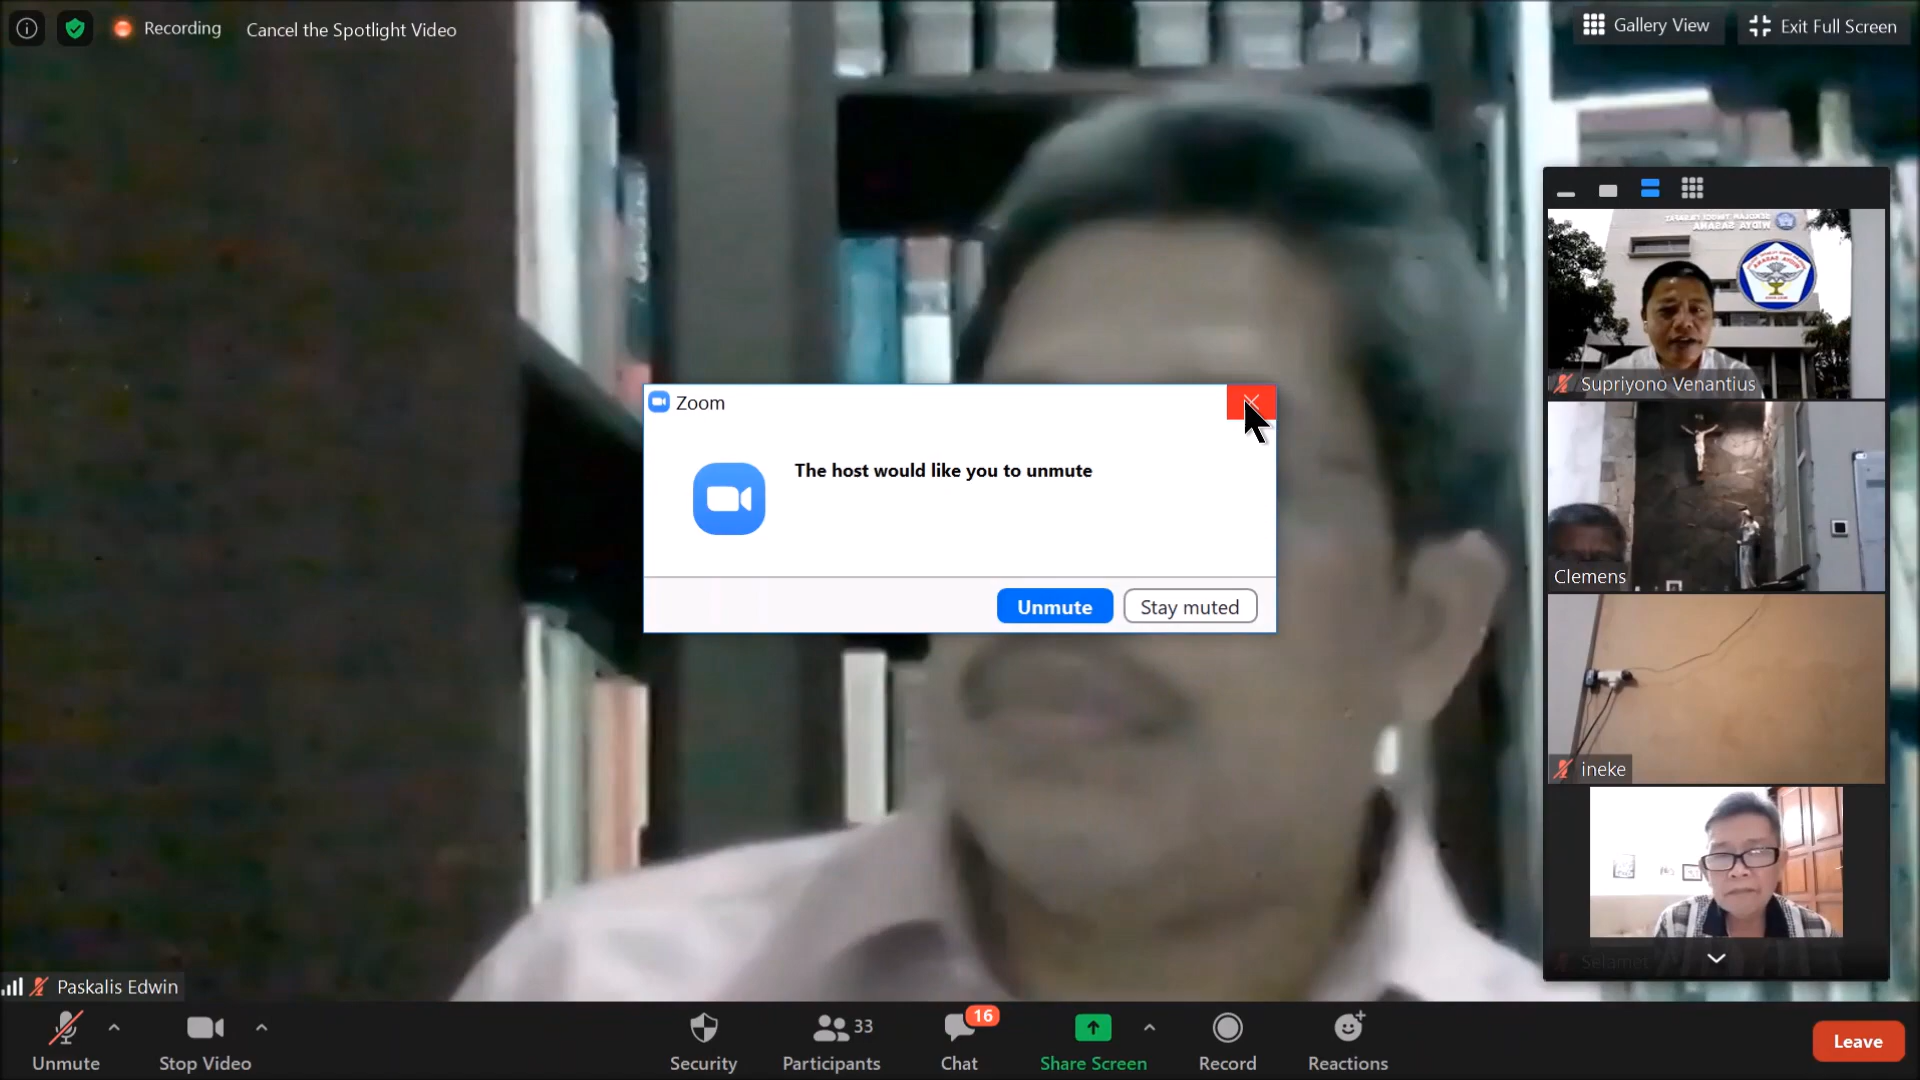 Recording
Cancel the Spotlight Video
Gallery View
Exit Full Screen
Supriyono Venantius
Clemens
ineke
Selamet
Zoom
The host would like you to unmute
Unmute
Stay muted
Paskalis Edwin
Unmute
Stop Video
Security
33
Participants
16
Chat
Share Screen
Record
Reactions
Leave